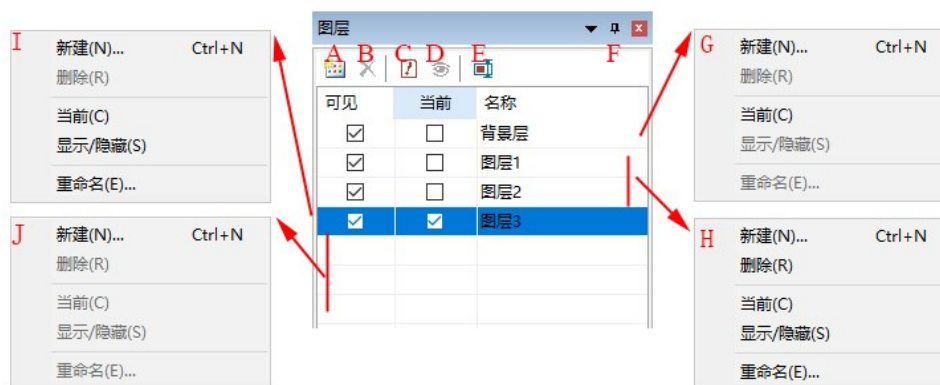 I
新建(N)... Ctrl+N
删除(R)
当前(C)
显示/隐藏(S)
重命名(E)...
J
新建(N)... Ctrl+N
删除(R)
当前(C)
显示/隐藏(S)
重命名(E)...
图层
A B C D E F
可见 当前 名称
背景层
图层1
图层2
图层3
G
新建(N)... Ctrl+N
删除(R)
当前(C)
显示/隐藏(S)
重命名(E)...
H
新建(N)... Ctrl+N
删除(R)
当前(C)
显示/隐藏(S)
重命名(E)...